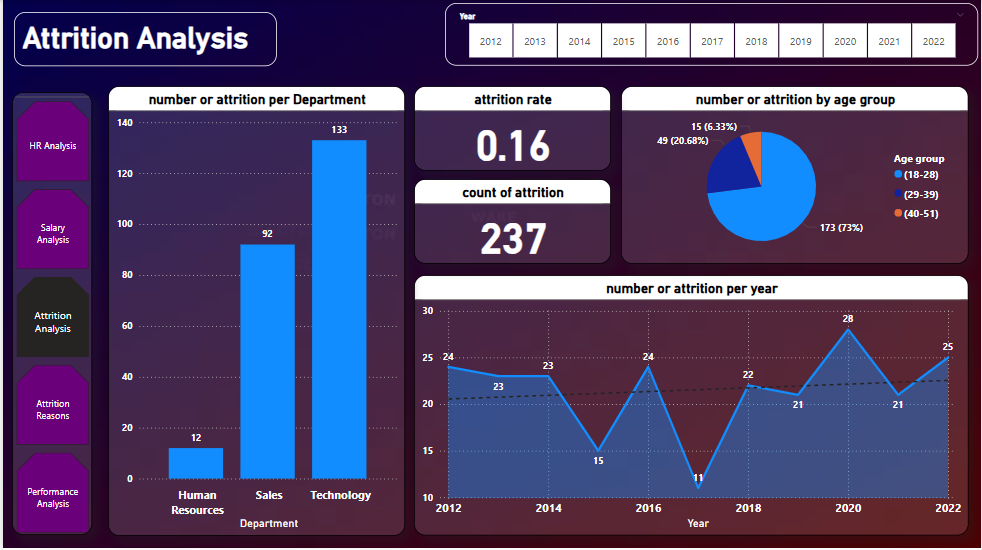 Attrition Analysis
Year
2012 2013 2014 2015 2016 2017 2018 2019 2020 2021 2022
HR Analysis
Salary
Analysis
Attrition
Analysis
Attrition
Reasons
Performance
Analysis
number or attrition per Department
140
120
100
80
60
40
20
0
12
92
133
Human
Resources
Sales
Technology
Department
attrition rate
0.16
count of attrition
237
number or attrition by age group
15 (6.33%)
49 (20.68%)
173 (73%)
Age group
(18-28)
(29-39)
(40-51)
number or attrition per year
30
25
20
15
10
24
23
23
15
24
11
22
21
28
21
25
2012 2014 2016 2018 2020 2022
Year